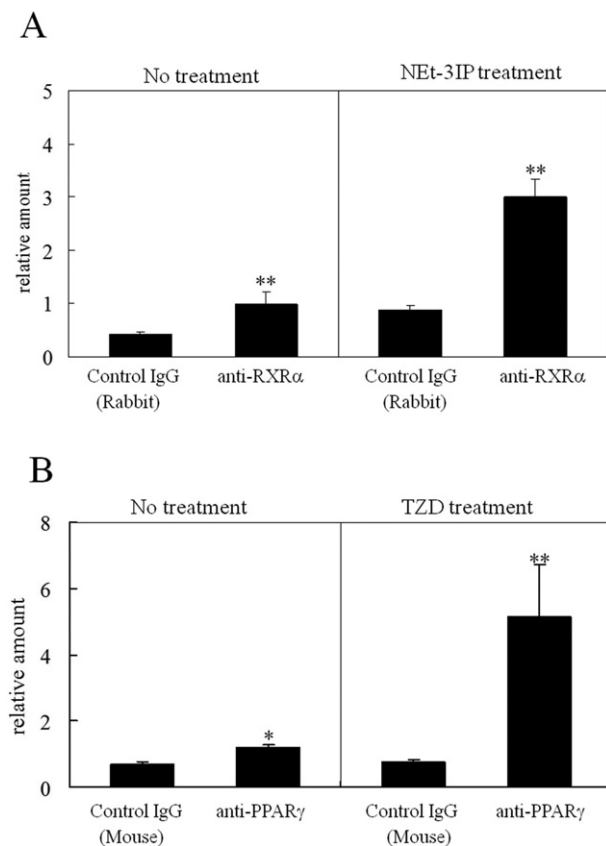 A
No treatment
NEt-3IP treatment
relative amount
5
4
3
2
1
0
**
**
Control IgG
(Rabbit)
anti-RXRα
Control IgG
(Rabbit)
anti-RXRα
B
No treatment
TZD treatment
relative amount
8
6
4
2
0
*
**
Control IgG
(Mouse)
anti-PPARγ
Control IgG
(Mouse)
anti-PPARγ